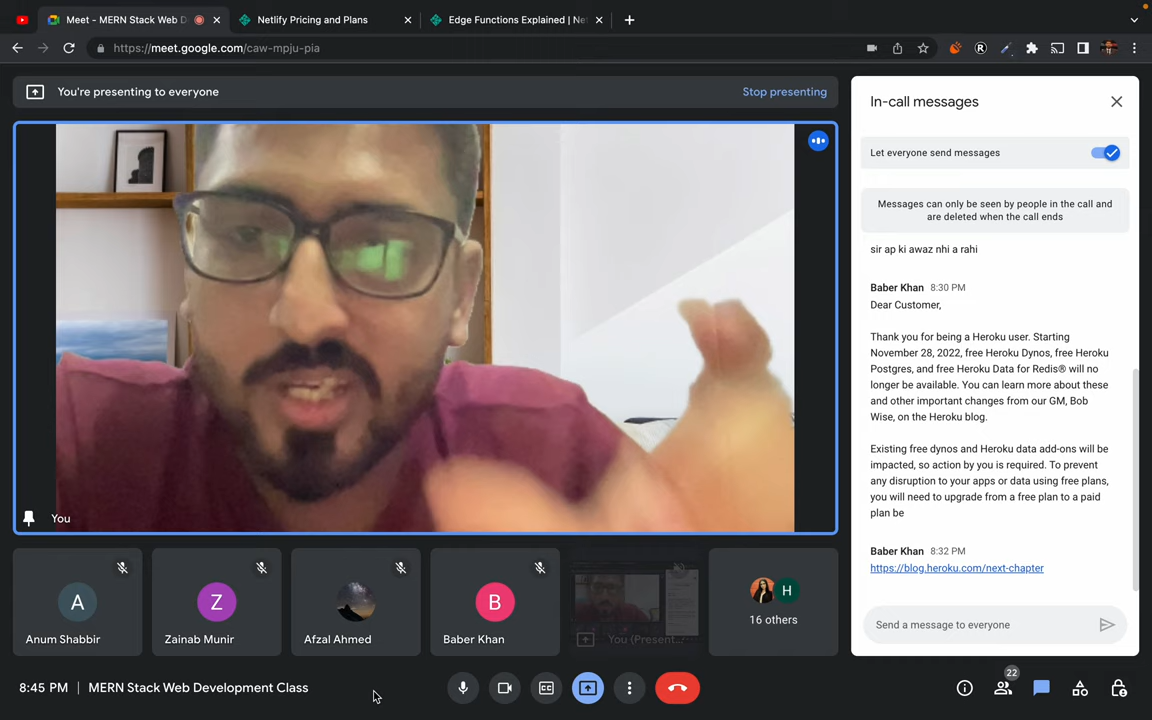 Meet - MERN Stack Web D
Netlify Pricing and Plans
Edge Functions Explained | Ne
https://meet.google.com/caw-mpju-pia
You're presenting to everyone
Stop presenting
You
A
Anum Shabbir
Z
Zainab Munir
Afzal Ahmed
B
Baber Khan
You (Present...
H
16 others
In-call messages
Let everyone send messages
Messages can only be seen by people in the call and
are deleted when the call ends
sir ap ki awaz nhi a rahi
Baber Khan 8:30 PM
Dear Customer,
Thank you for being a Heroku user. Starting
November 28, 2022, free Heroku Dynos, free Heroku
Postgres, and free Heroku Data for Redis® will no
longer be available. You can learn more about these
and other important changes from our GM, Bob
Wise, on the Heroku blog.
Existing free dynos and Heroku data add-ons will be
impacted, so action by you is required. To prevent
any disruption to your apps or data using free plans,
you will need to upgrade from a free plan to a paid
plan be
Baber Khan 8:32 PM
https://blog.heroku.com/next-chapter
Send a message to everyone
8:45 PM | MERN Stack Web Development Class
22